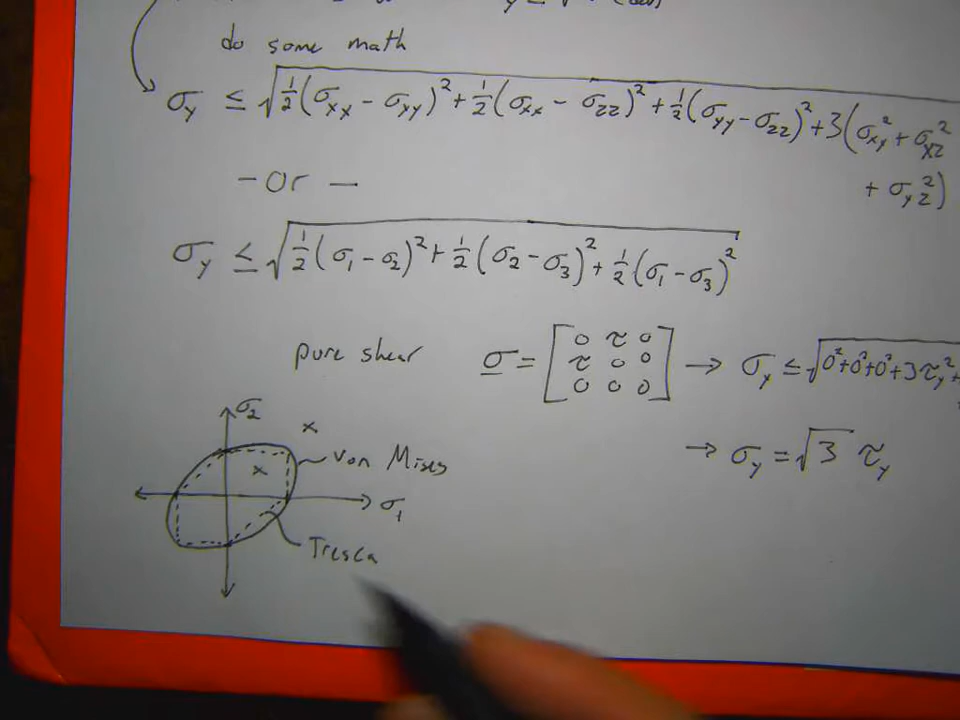 do some math
σy ≤ √(½(σxx − σyy)² + ½(σxx − σzz)² + ½(σyy − σzz)² + 3(σxy² + σxz²
+ σyz²)
— Or —
σy ≤ √(½(σ1 − σ2)² + ½(σ2 − σ3)² + ½(σ1 − σ3)²)
pure shear σ = [0 τ 0; τ 0 0; 0 0 0] → σy ≤ √(0² + 0² + 0² + 3τy² +
→ σy = √3 τy
σ2
x
x
von Mises
σ1
Tresca